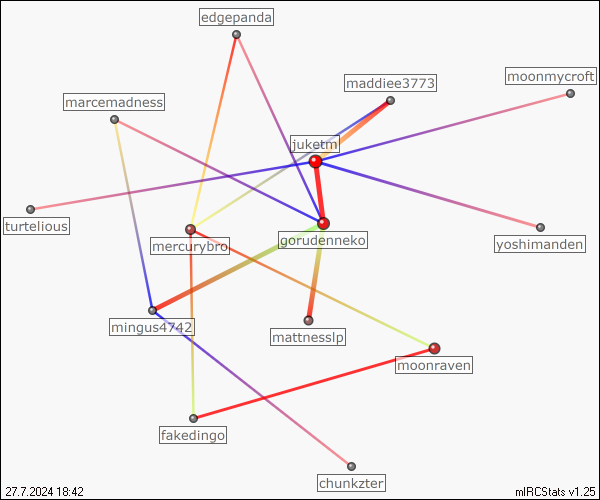 edgepanda
moonmycroft
maddiee3773
marcemadness
juketm
turtelious
mercurybro
gorudenneko
yoshimanden
mingus4742
mattnesslp
moonraven
fakedingo
chunkzter
27.7.2024 18:42
mIRCStats v1.25